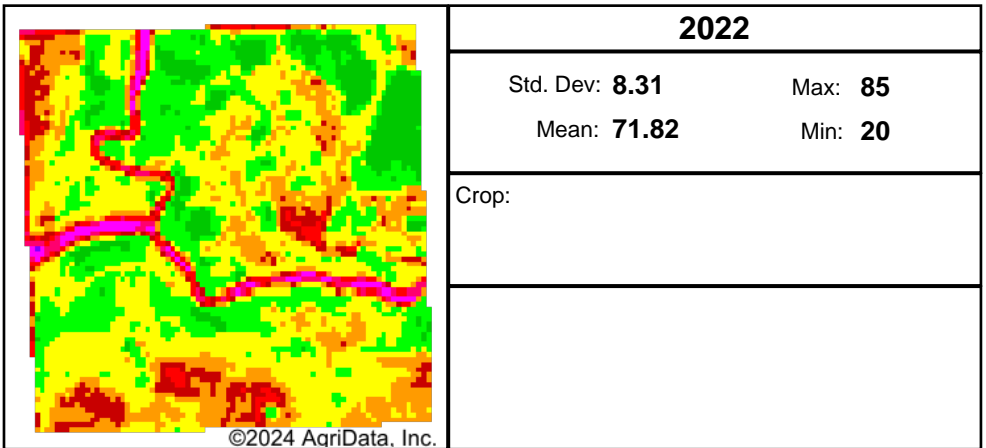 2022
Std. Dev: 8.31 Max: 85
Mean: 71.82 Min: 20
Crop:
©2024 AgriData, Inc.